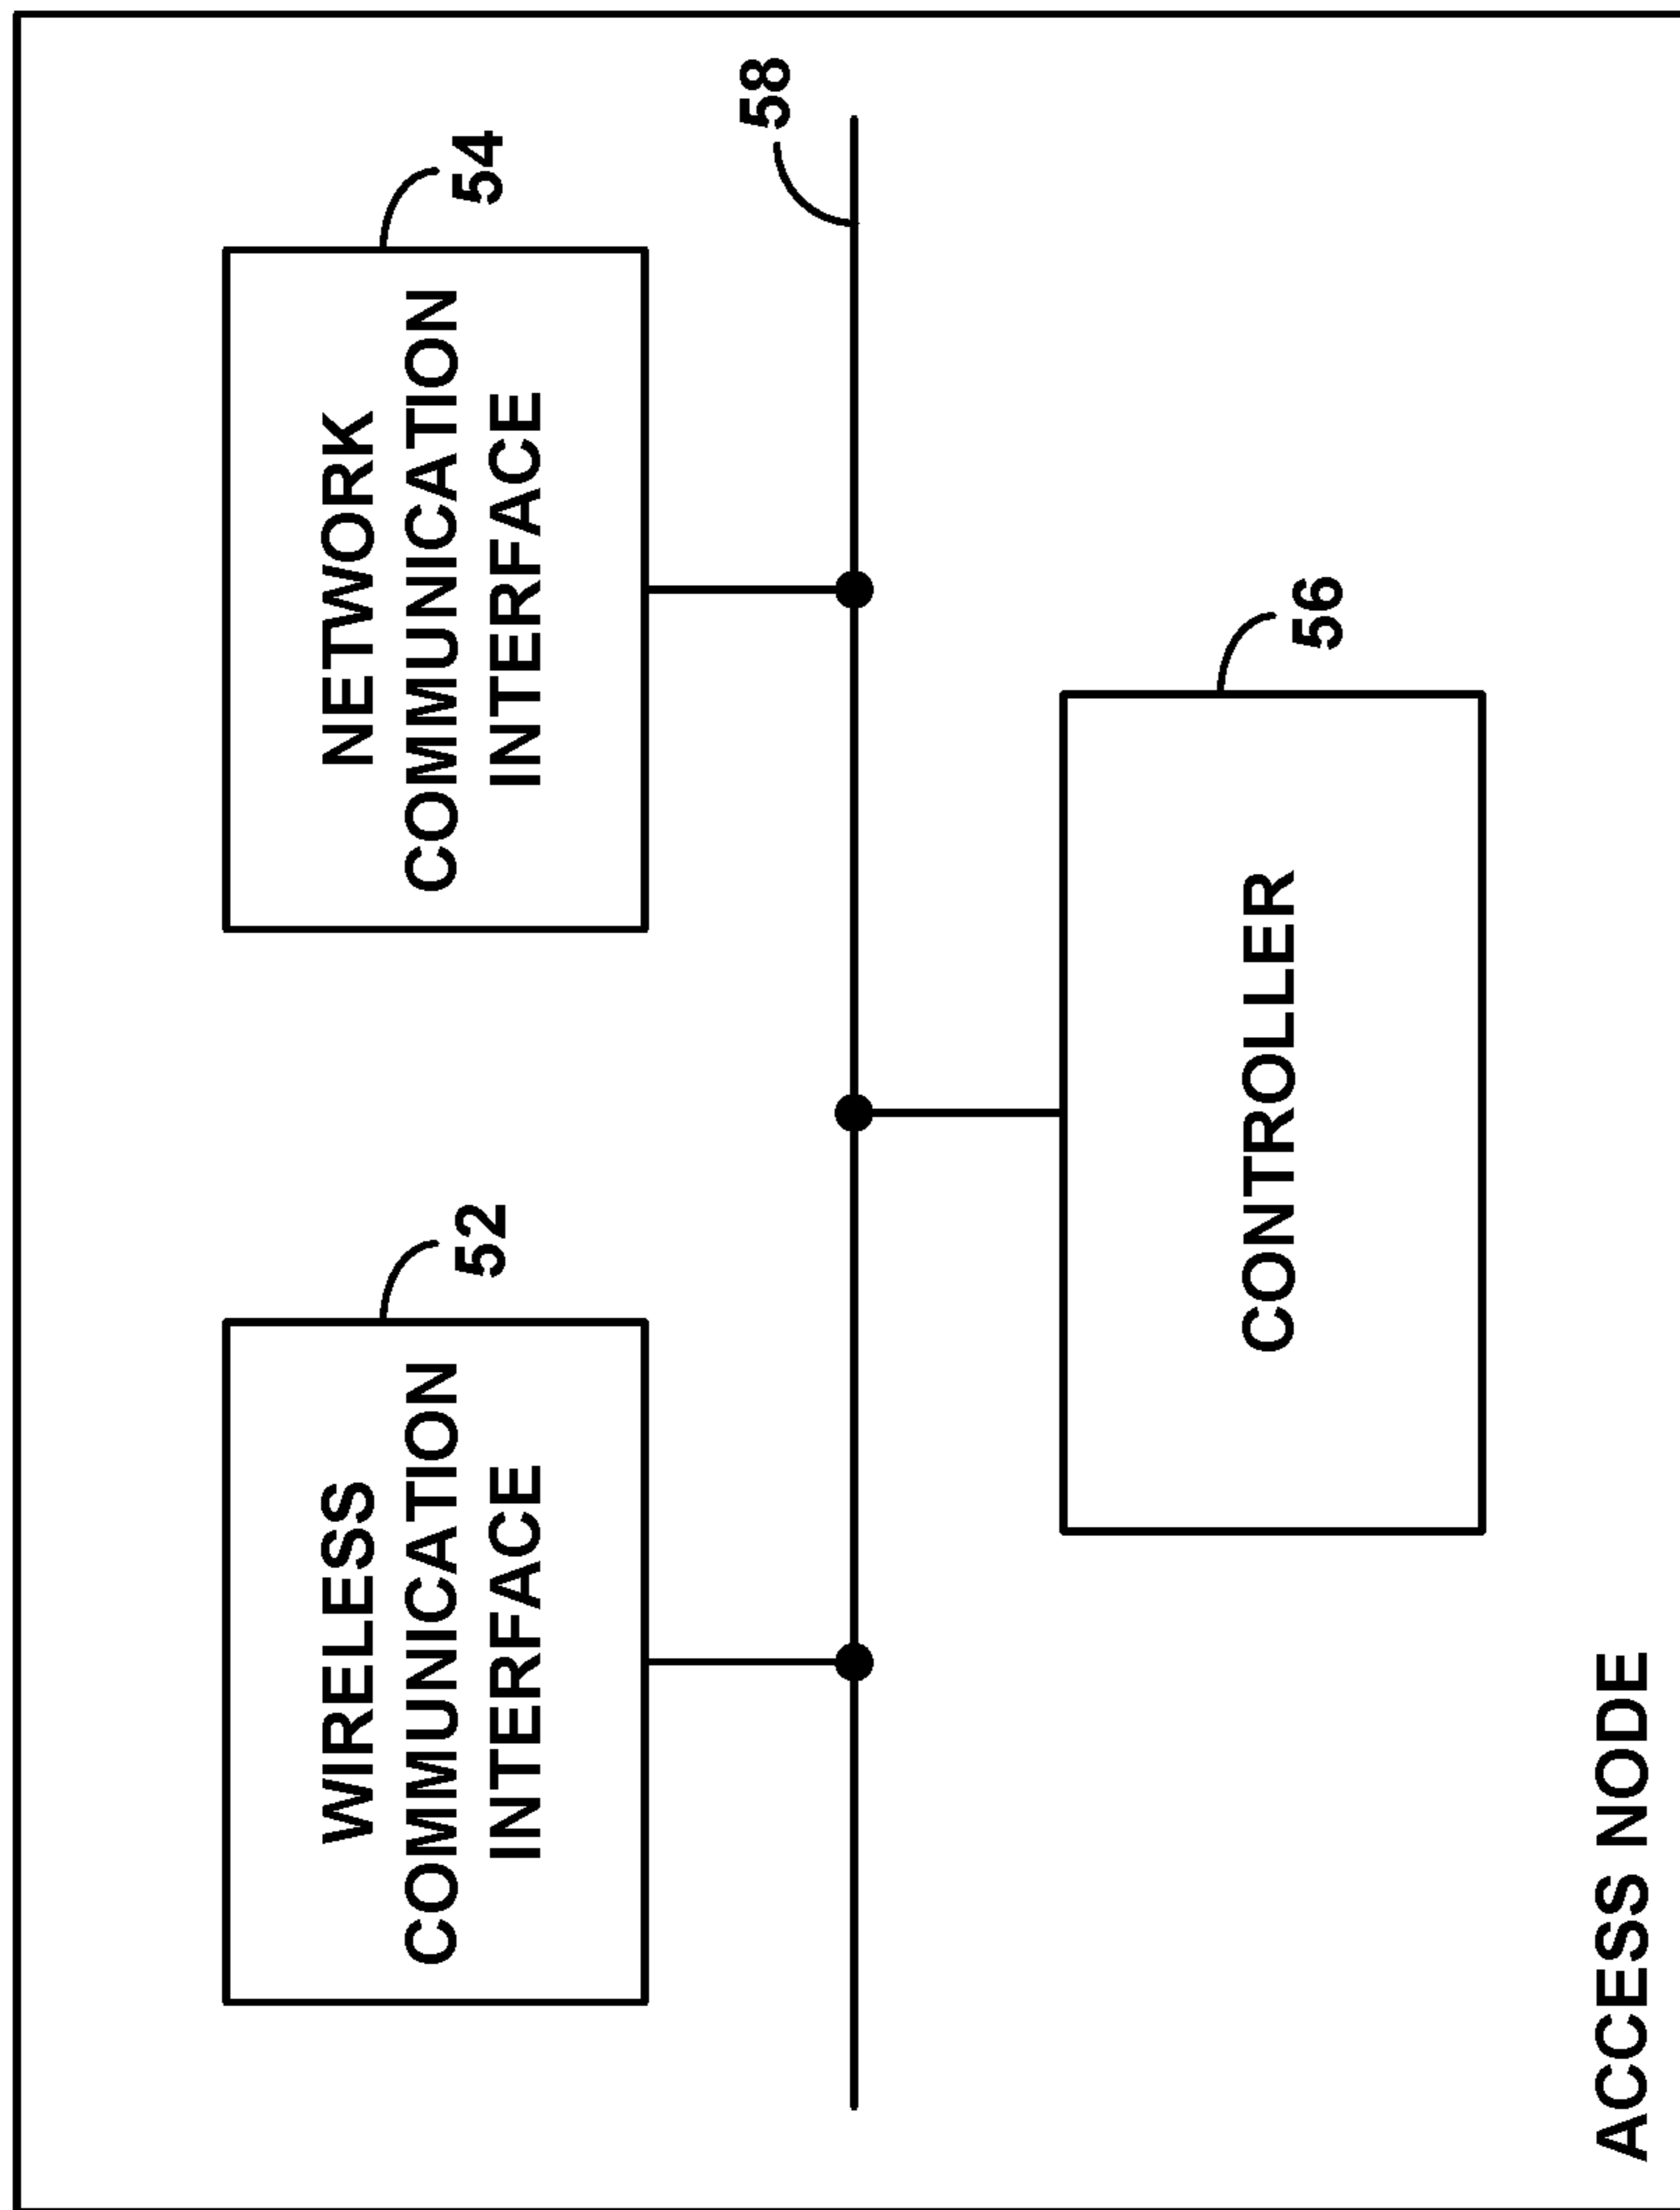 WIRELESS
COMMUNICATION
INTERFACE
52
NETWORK
COMMUNICATION
INTERFACE
54
58
CONTROLLER
56
ACCESS NODE